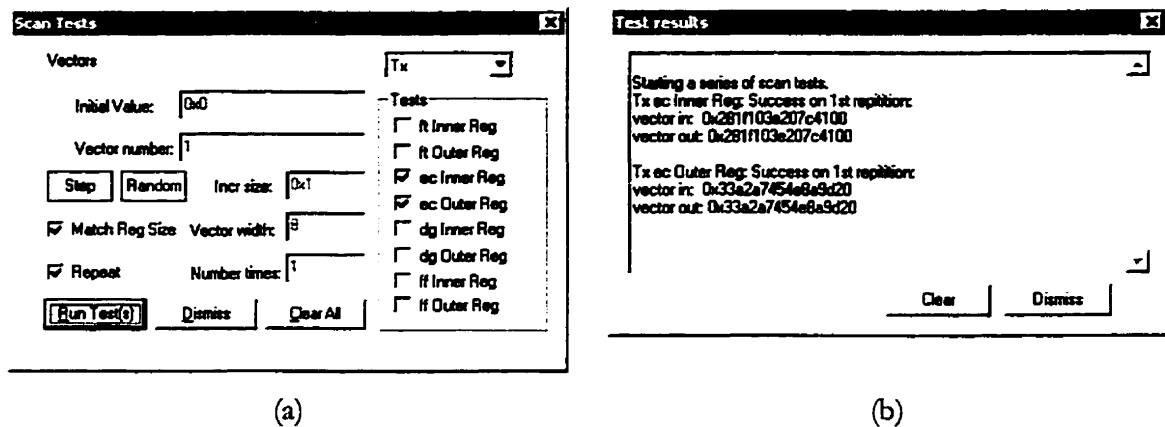 Scan Tests
Vectors
Tx
Initial Value: 0x0
Tests
Vector number: 1
ft Inner Reg
ft Outer Reg
Step Random Incr size: 0x1
ec Inner Reg
ec Outer Reg
Match Reg Size Vector width: 8
dg Inner Reg
dg Outer Reg
Repeat Number times: 1
ff Inner Reg
ff Outer Reg
Run Test(s) Dismiss Clear All
(a)
Test results
Starting a series of scan tests.
Tx ec Inner Reg: Success on 1st repitition:
vector in: 0x281f103e207c4100
vector out: 0x281f103e207c4100
Tx ec Outer Reg: Success on 1st repitition:
vector in: 0x33a2a7454e8a9d20
vector out: 0x33a2a7454e8a9d20
Clear Dismiss
(b)